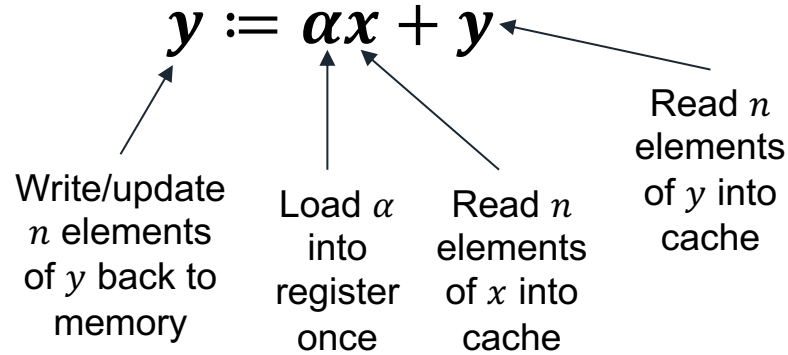 y := αx + y
Write/update
n elements
of y back to
memory
Load α
into
register
once
Read n
elements
of x into
cache
Read n
elements
of y into
cache